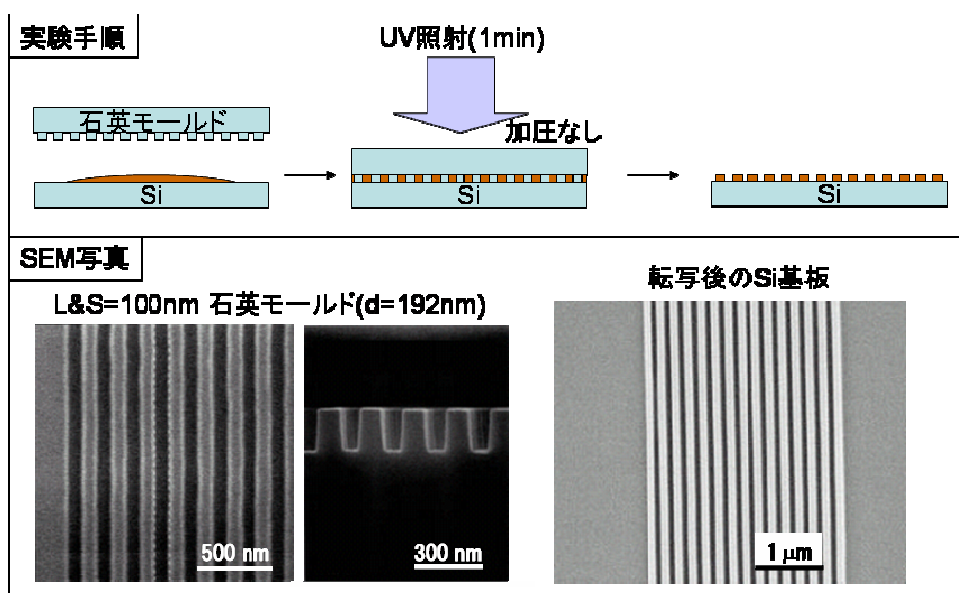 実験手順
UV照射(1min)
石英モールド
加圧なし
Si
Si
Si
SEM写真
L&S=100nm 石英モールド(d=192nm)
転写後のSi基板
500 nm
300 nm
1 μm